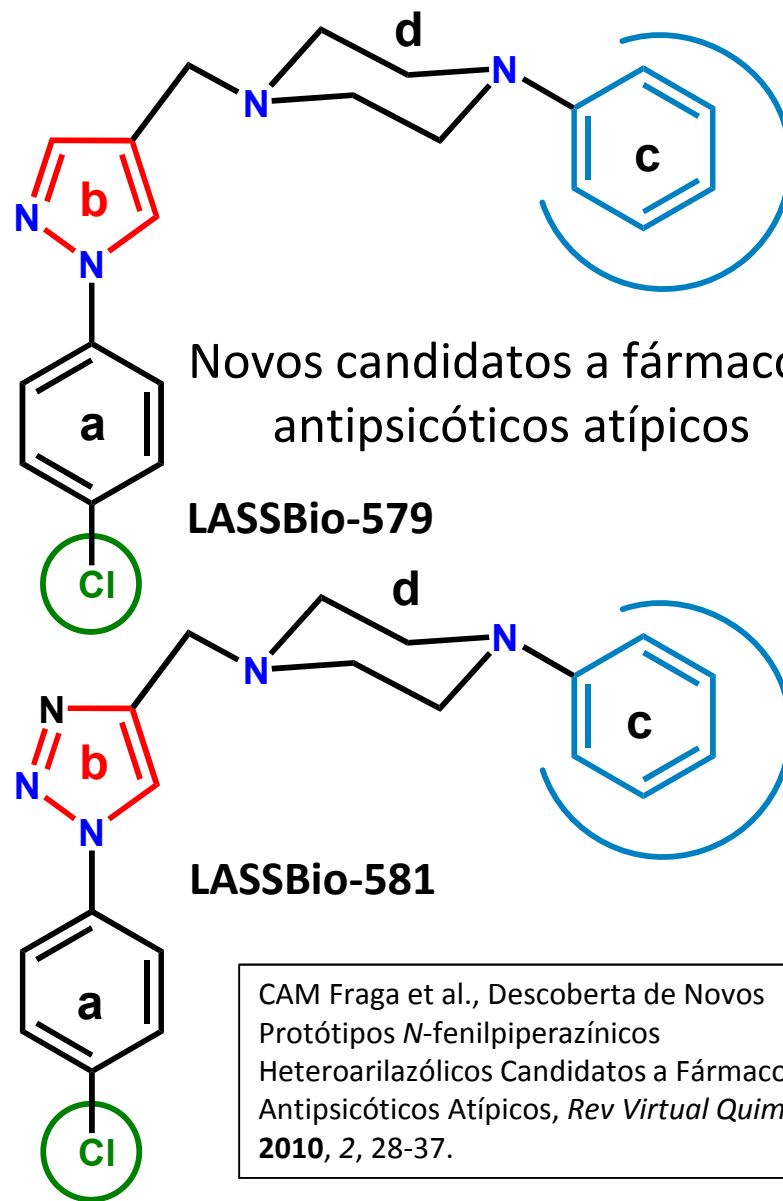 d
N
N
c
b
N
N
Novos candidatos a fármaco
antipsicóticos atípicos
a
LASSBio-579
Cl
d
N
N
N
c
b
N
N
LASSBio-581
a
CAM Fraga et al., Descoberta de Novos
Protótipos N-fenilpiperazínicos
Heteroarilazólicos Candidatos a Fármaco
Antipsicóticos Atípicos, Rev Virtual Quim
2010, 2, 28-37.
Cl